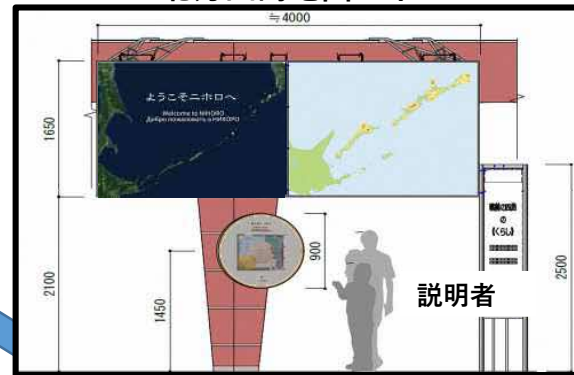 ≒4000
1650
ようこそニホロへ
Welcome to NIHORO
Добро пожаловать в НИХОРО
2100
1450
900
説明者
の
くらし
2500